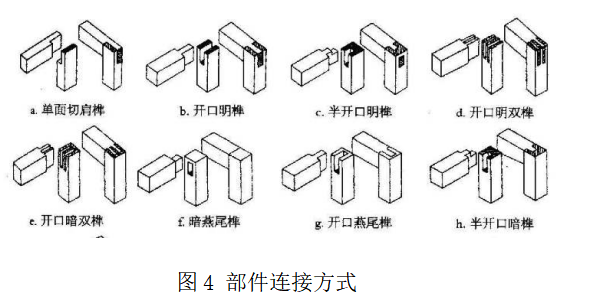 a. 单面切肩榫 b. 开口明榫 c. 半开口明榫 d. 开口明双榫
e. 开口暗双榫 f. 暗燕尾榫 g. 开口燕尾榫 h. 半开口暗榫
图4 部件连接方式